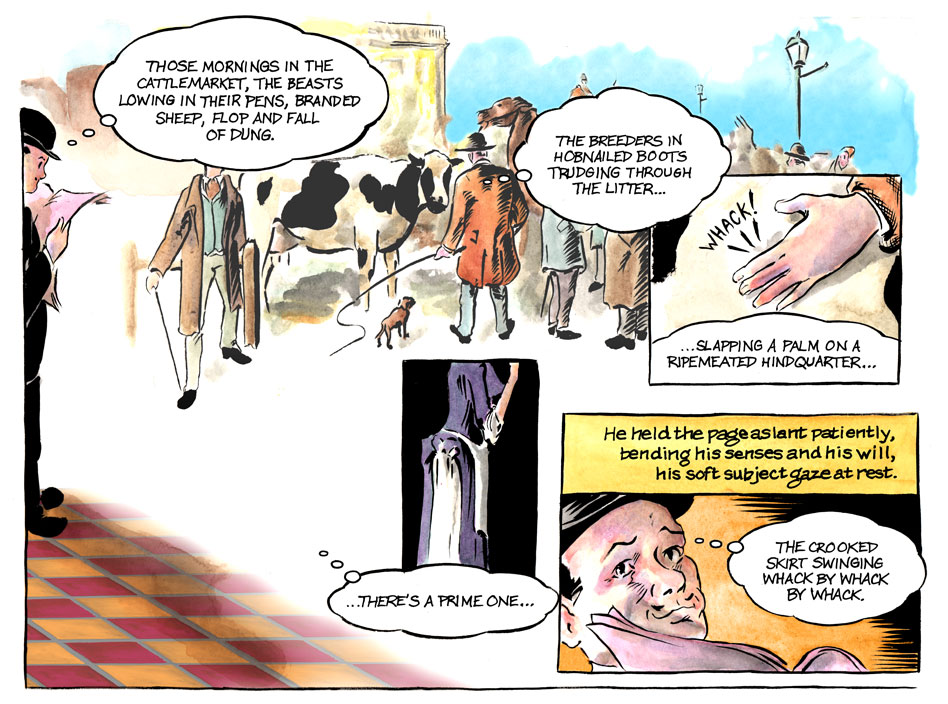 THOSE MORNINGS IN THE
CATTLEMARKET, THE BEASTS
LOWING IN THEIR PENS, BRANDED
SHEEP, FLOP AND FALL
OF DUNG.
THE BREEDERS IN
HOBNAILED BOOTS
TRUDGING THROUGH
THE LITTER...
WHACK!
...SLAPPING A PALM ON A
RIPEMEATED HINDQUARTER...
...THERE'S A PRIME ONE...
He held the page aslant patiently,
bending his senses and his will,
his soft subject gaze at rest.
THE CROOKED
SKIRT SWINGING
WHACK BY WHACK
BY WHACK.